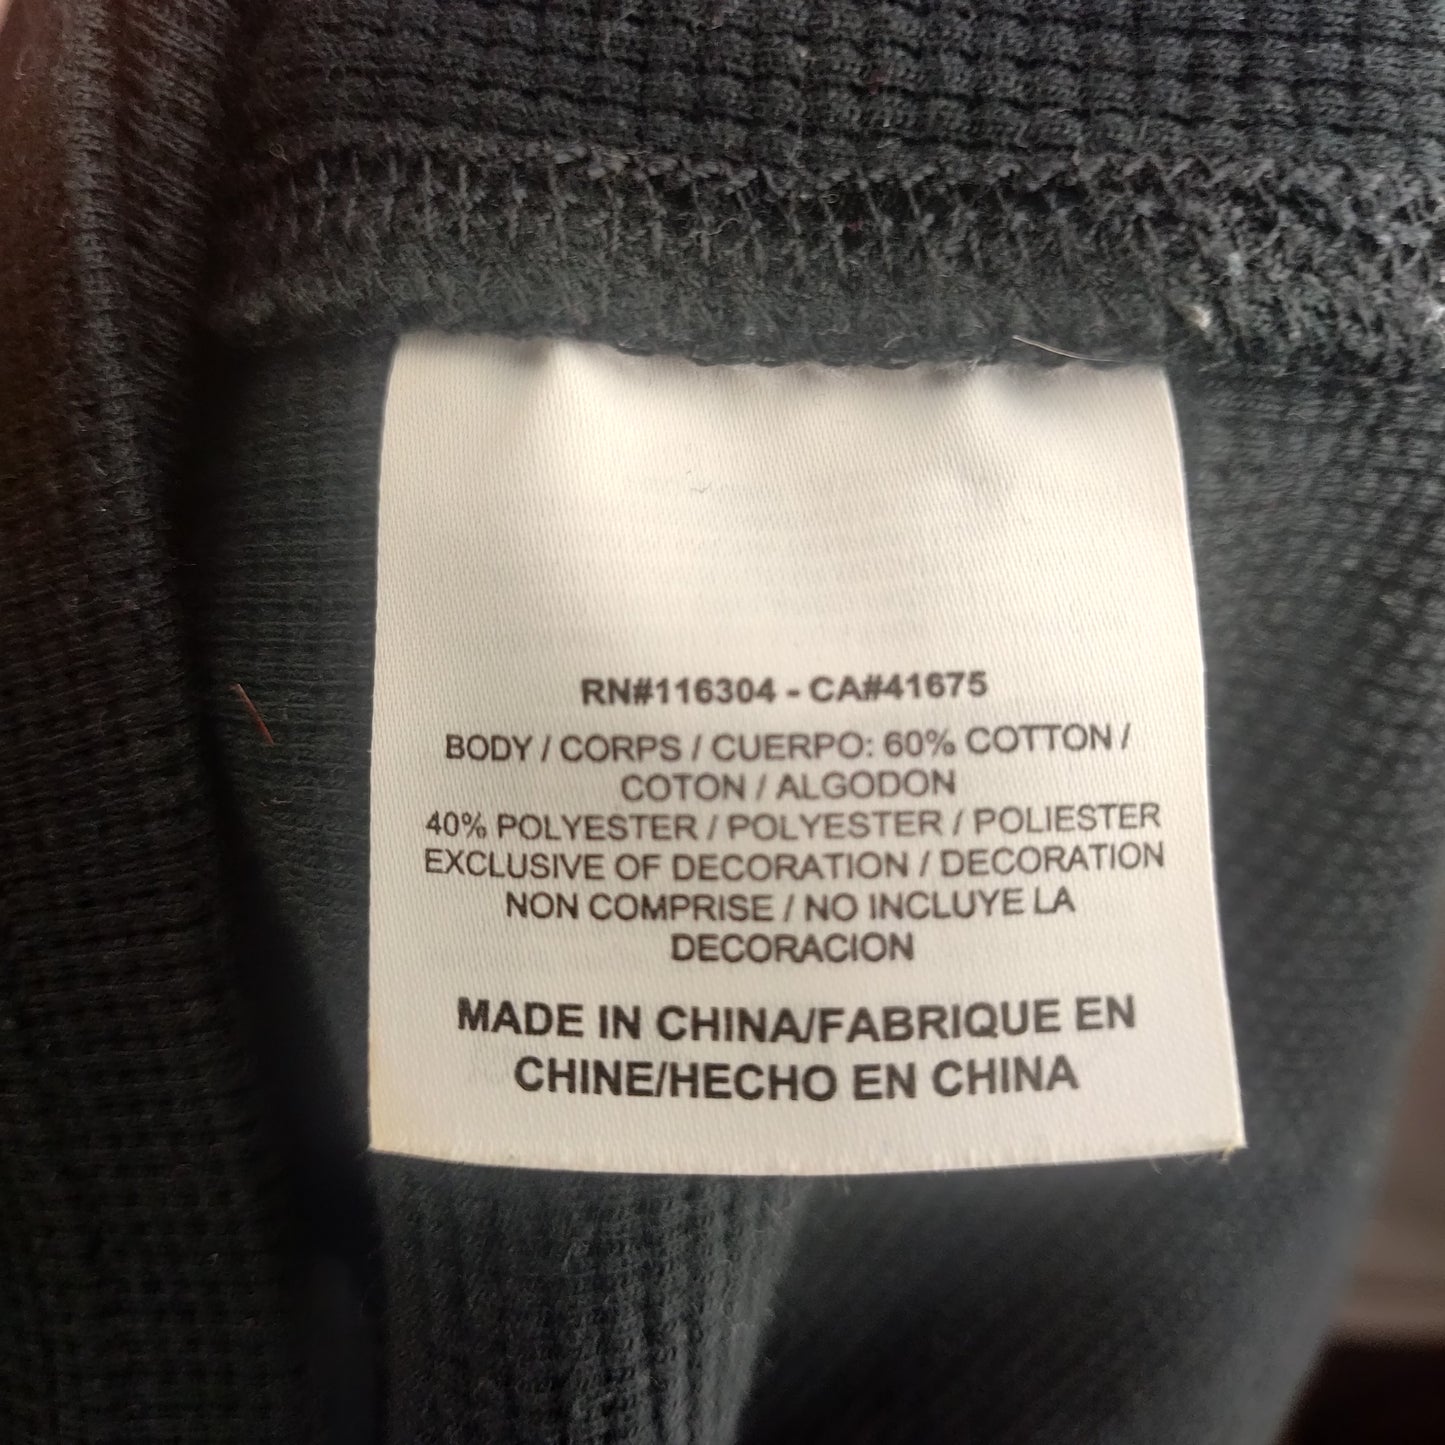 RN#116304 - CA#41675
BODY / CORPS / CUERPO: 60% COTTON /
COTON / ALGODON
40% POLYESTER / POLYESTER / POLIESTER
EXCLUSIVE OF DECORATION / DECORATION
NON COMPRISE / NO INCLUYE LA
DECORACION
MADE IN CHINA/FABRIQUE EN
CHINE/HECHO EN CHINA